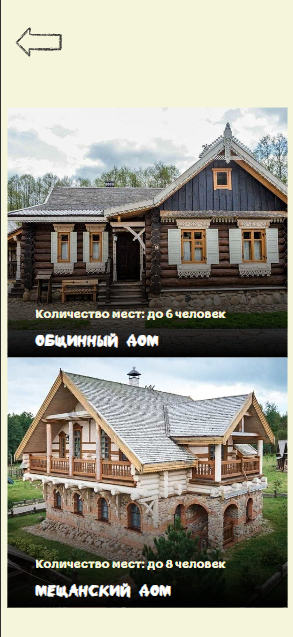 Количество мест: до 6 человек
ОБЩИННЫЙ ДОМ
Количество мест: до 8 человек
МЕЩАНСКИЙ ДОМ